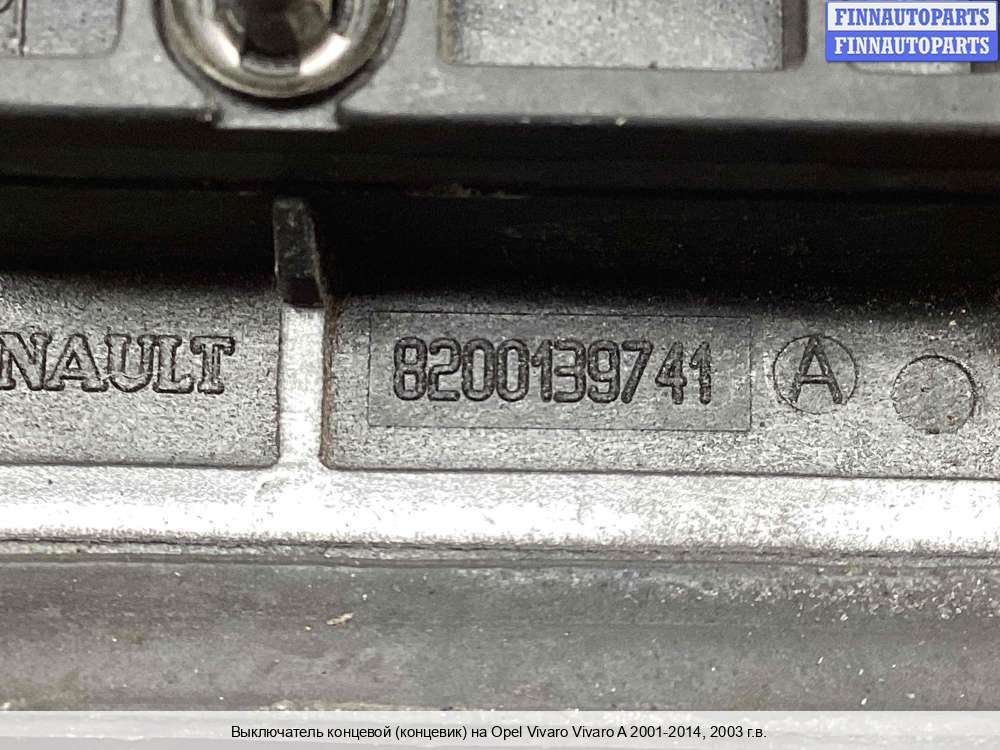 FINNAUTOPARTS
FINNAUTOPARTS
NAULT 8200139741 A
Выключатель концевой (концевик) на Opel Vivaro Vivaro A 2001-2014, 2003 г.в.